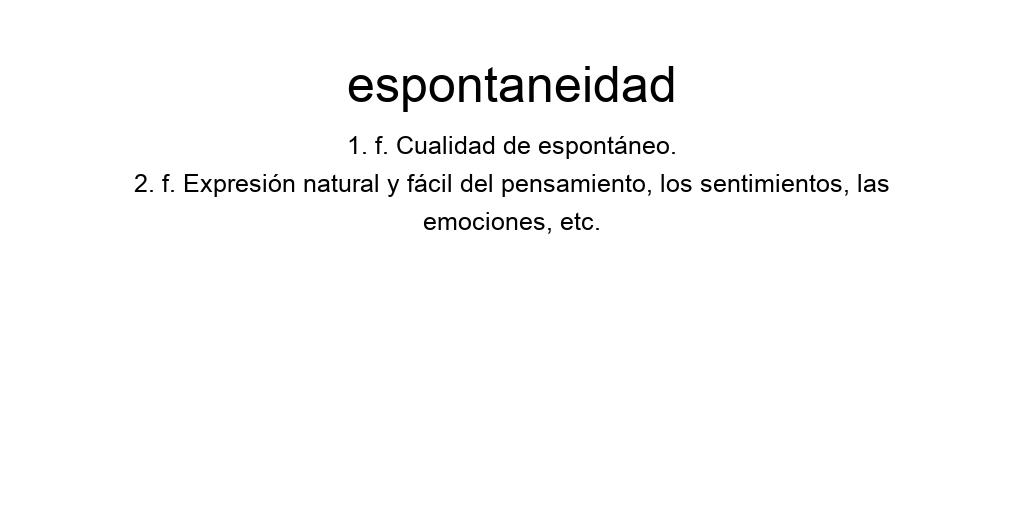 espontaneidad
1. f. Cualidad de espontáneo.
2. f. Expresión natural y fácil del pensamiento, los sentimientos, las
emociones, etc.